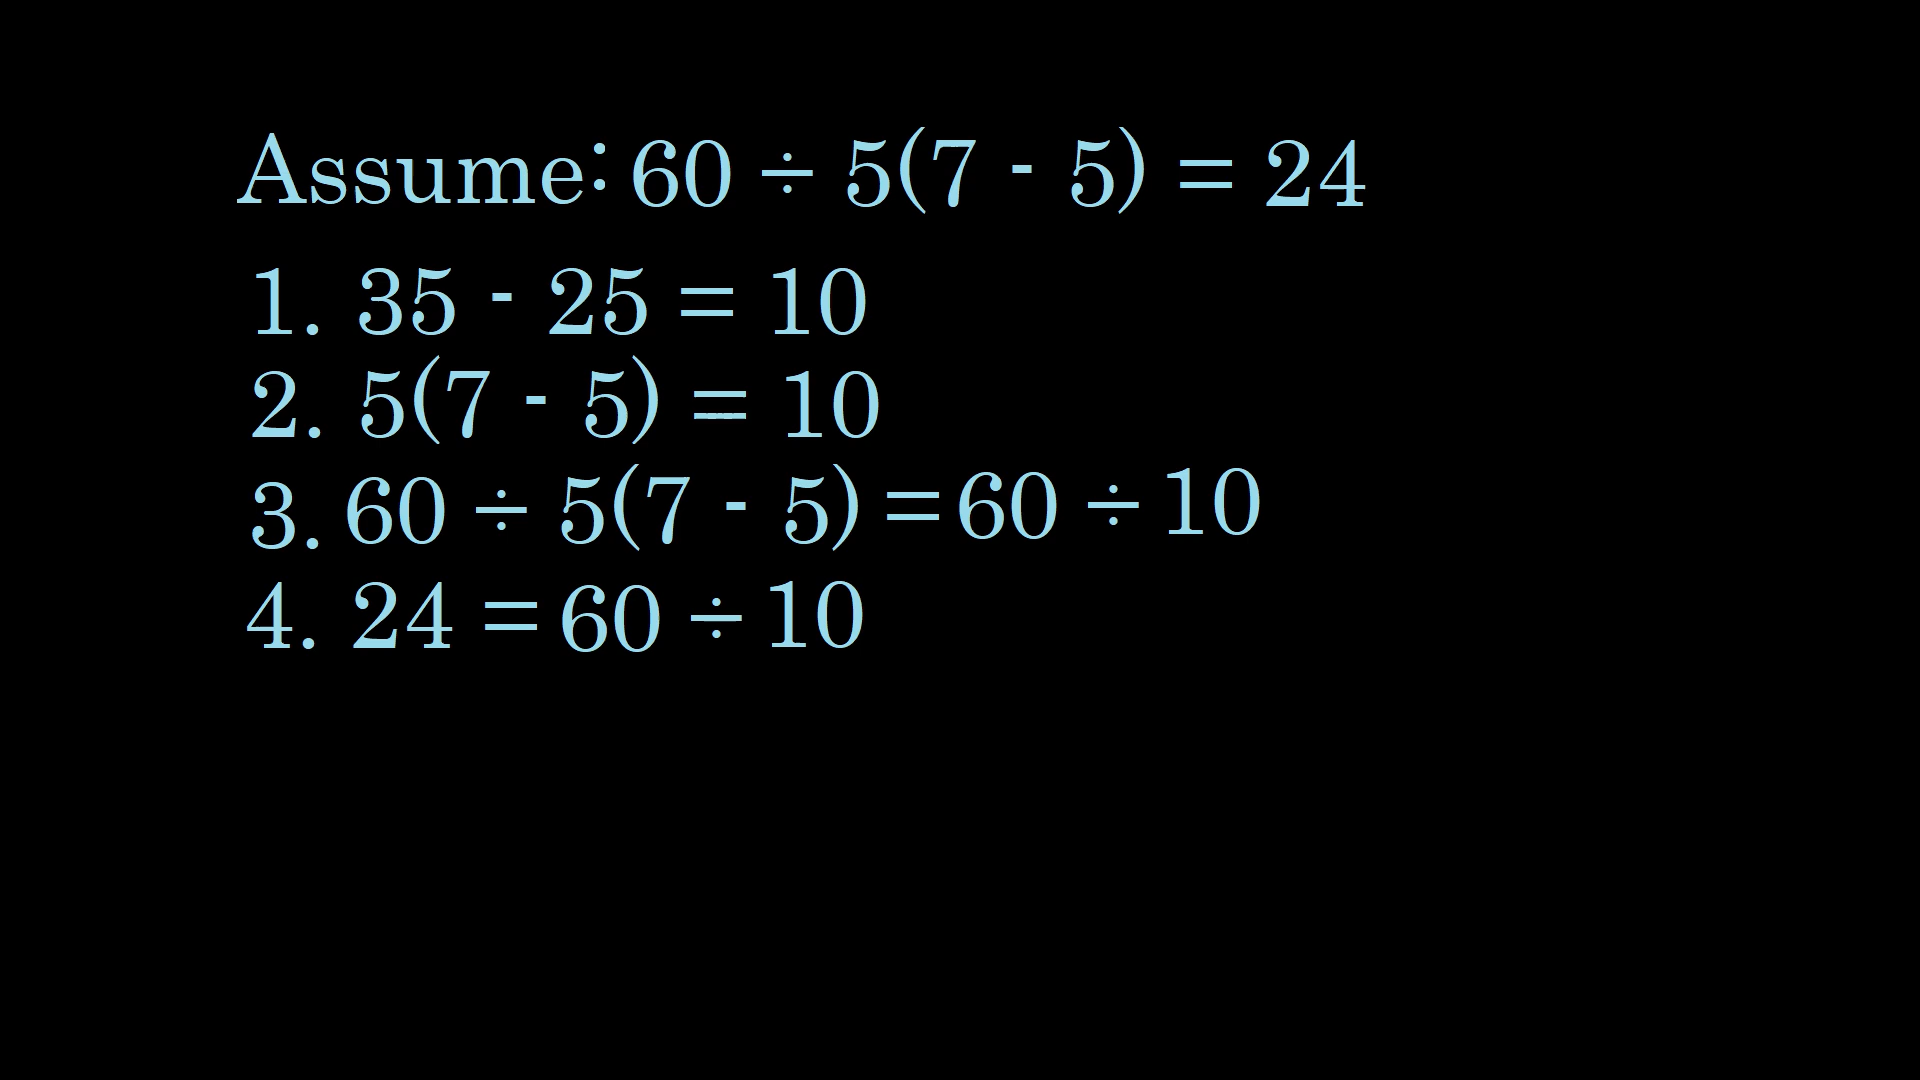 Assume: 60 ÷ 5(7 - 5) = 24
1. 35 - 25 = 10
2. 5(7 - 5) = 10
3. 60 ÷ 5(7 - 5) = 60 ÷ 10
4. 24 = 60 ÷ 10